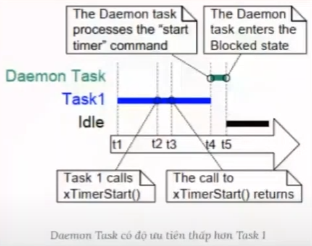 The Daemon task
processes the "start
timer" command
The Daemon
task enters the
Blocked state
Daemon Task
Task1
Idle
t1 t2 t3 t4 t5
Task 1 calls
xTimerStart()
The call to
xTimerStart() returns
Daemon Task có độ ưu tiên thấp hơn Task 1